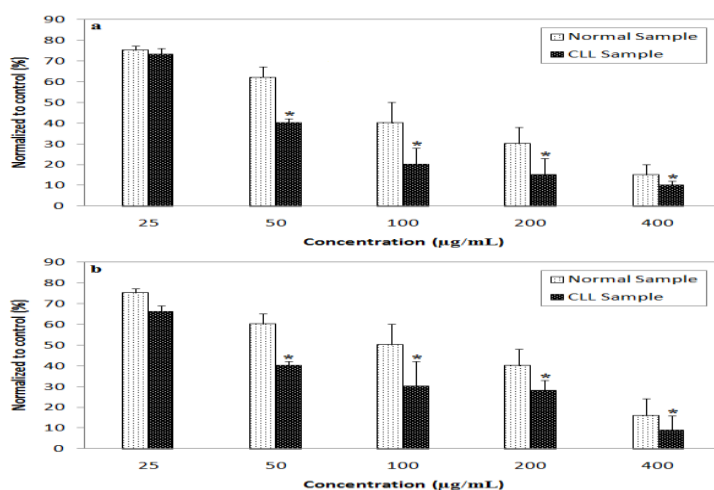 a
Normal Sample
CLL Sample
Normalized to control (%)
90
80
70
60
50
40
30
20
10
0
* * * *
25 50 100 200 400
Concentration (µg/mL)
b
Normal Sample
CLL Sample
Normalized to control (%)
90
80
70
60
50
40
30
20
10
0
* * * *
25 50 100 200 400
Concentration (µg/mL)